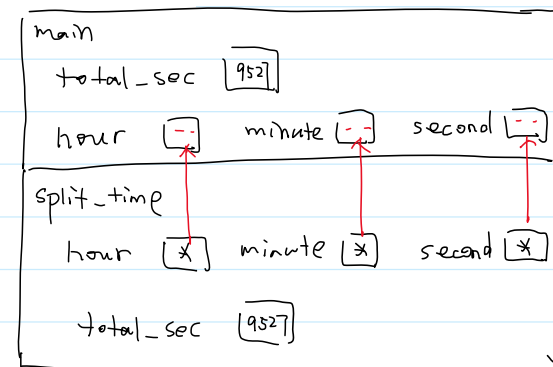 main
total_sec 9527
hour -- minute -- second --
split_time
hour * minute * second *
total_sec 9527